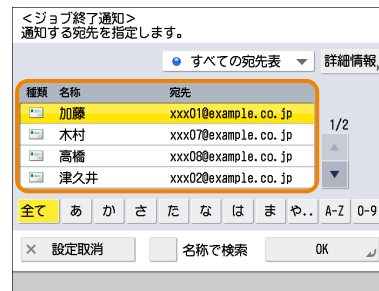 <ジョブ終了通知>
通知する宛先を指定します。
すべての宛先表 詳細情報
種類 名称 宛先
加藤 xxx01@example.co.jp
木村 xxx07@example.co.jp
高橋 xxx08@example.co.jp
津久井 xxx02@example.co.jp
1/2
全て あ か さ た な は ま や.. A-Z 0-9
× 設定取消 名称で検索 OK